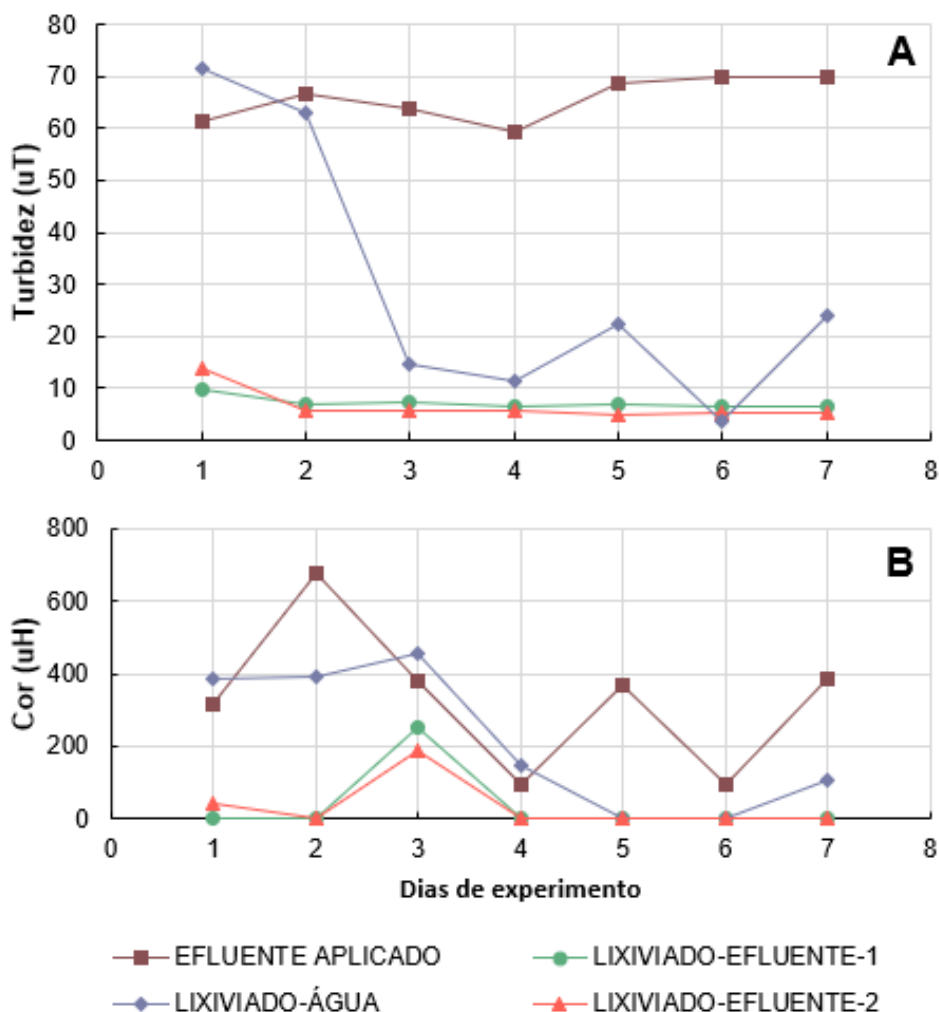 A
Turbidez (uT)
80
70
60
50
40
30
20
10
0
0 1 2 3 4 5 6 7 8
B
Cor (uH)
800
600
400
200
0
0 1 2 3 4 5 6 7 8
Dias de experimento
EFLUENTE APLICADO
LIXIVIADO-EFLUENTE-1
LIXIVIADO-ÁGUA
LIXIVIADO-EFLUENTE-2